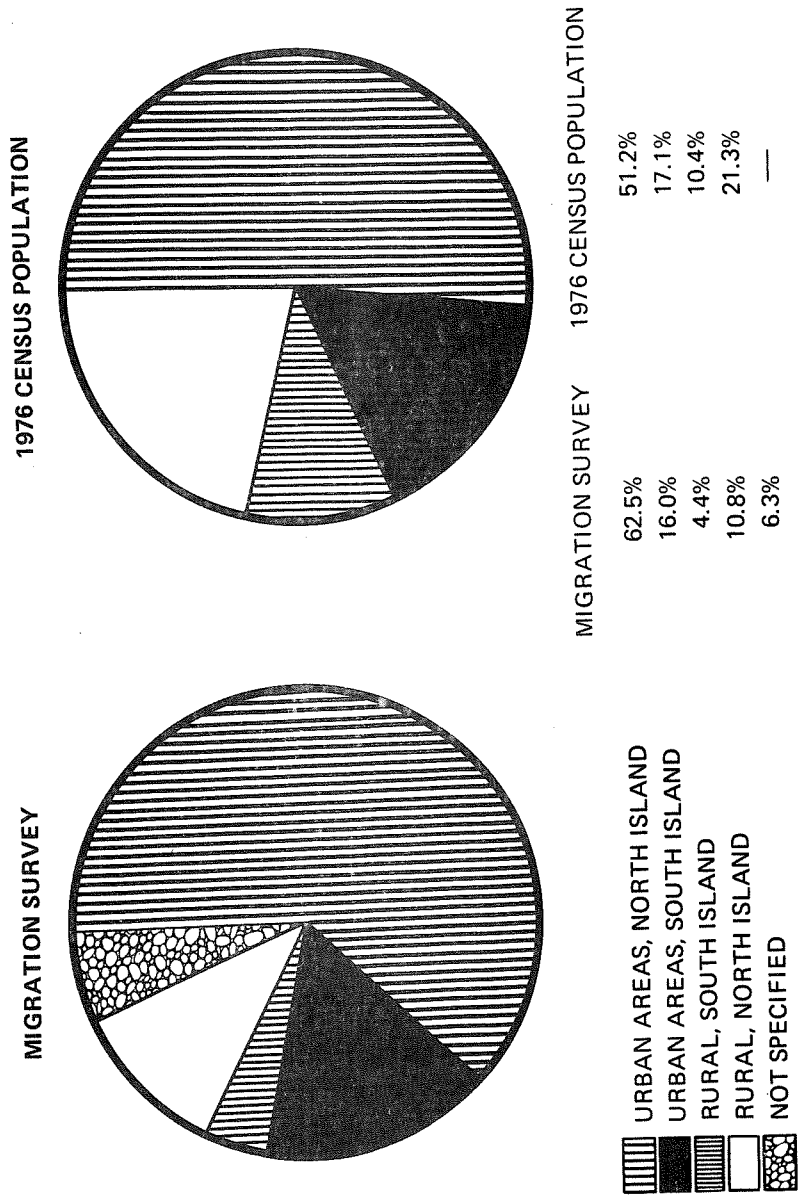 MIGRATION SURVEY
1976 CENSUS POPULATION
MIGRATION SURVEY 1976 CENSUS POPULATION
URBAN AREAS, NORTH ISLAND 62.5% 51.2%
URBAN AREAS, SOUTH ISLAND 16.0% 17.1%
RURAL, SOUTH ISLAND 4.4% 10.4%
RURAL, NORTH ISLAND 10.8% 21.3%
NOT SPECIFIED 6.3% —